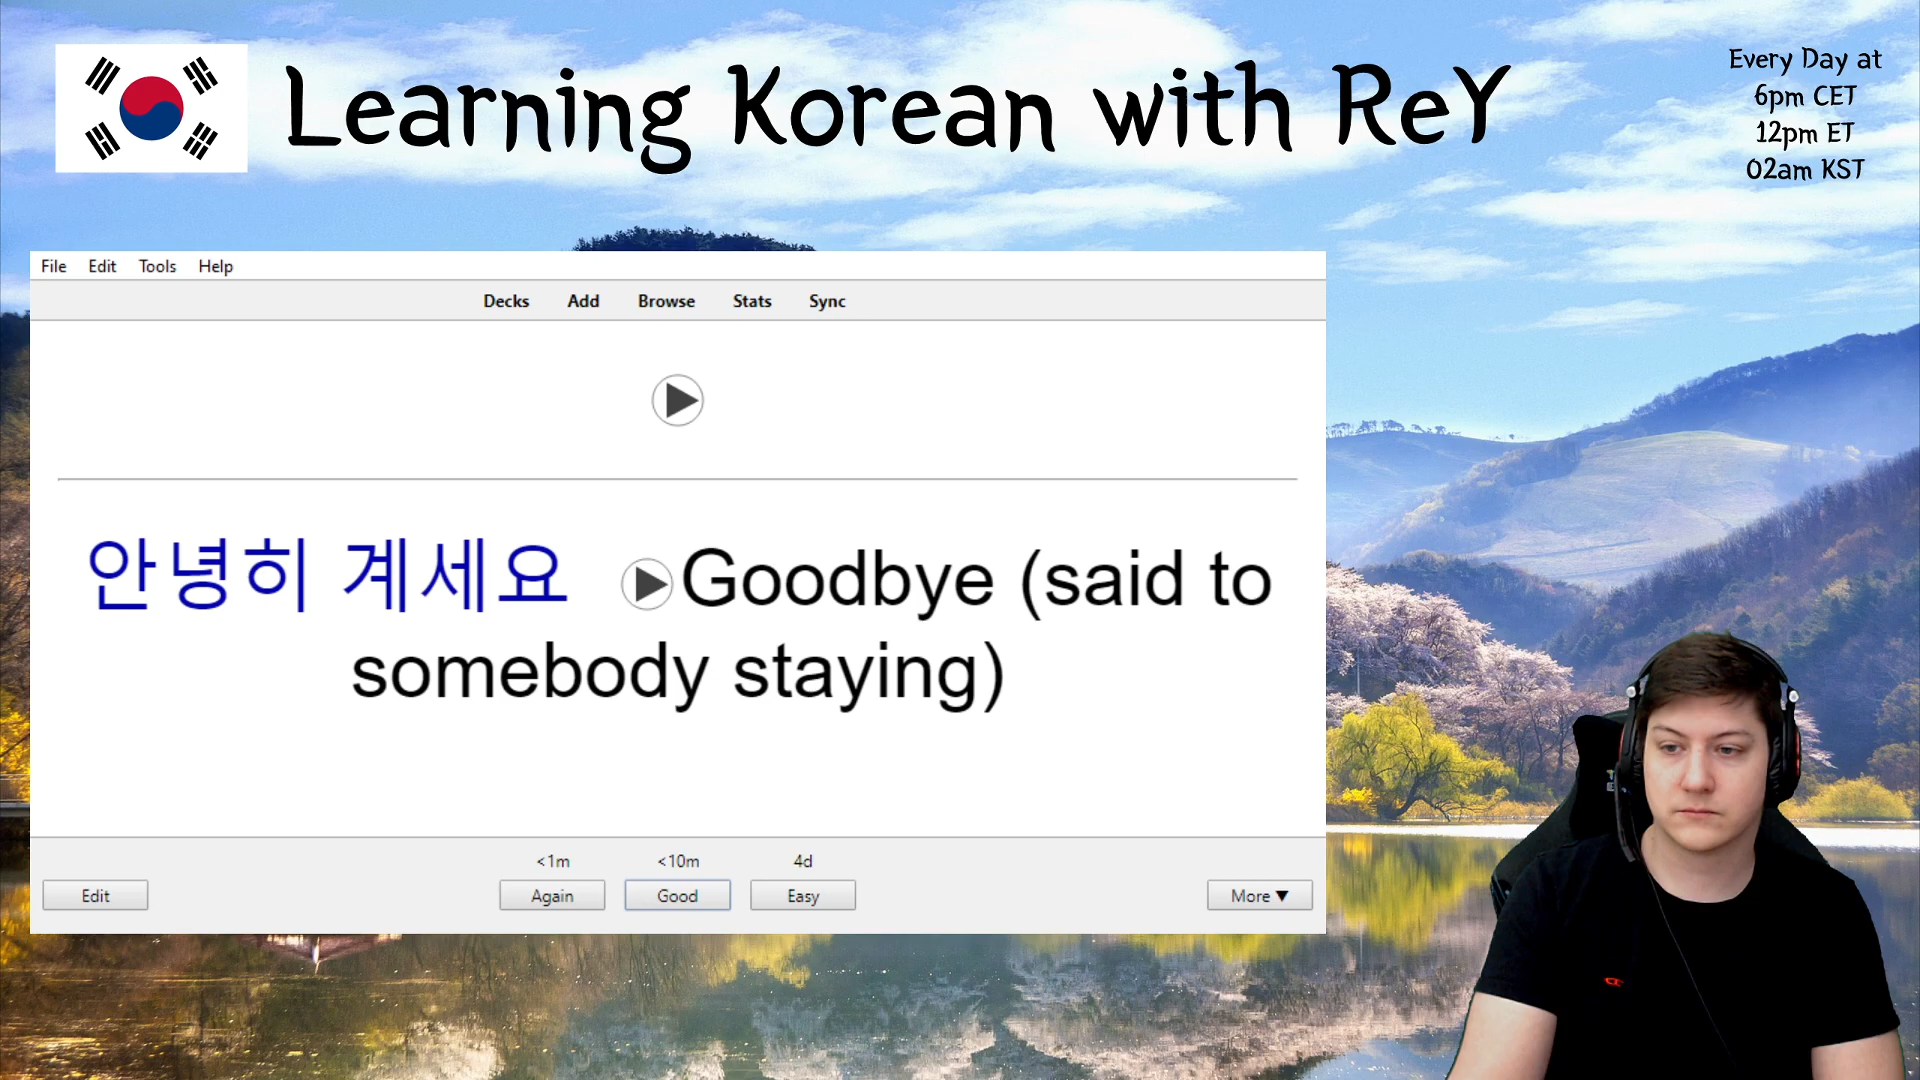 Learning Korean with ReY
Every Day at
6pm CET
12pm ET
02am KST
File Edit Tools Help
Decks Add Browse Stats Sync
안녕히 계세요 Goodbye (said to
somebody staying)
<1m <10m 4d
Edit Again Good Easy More ▼